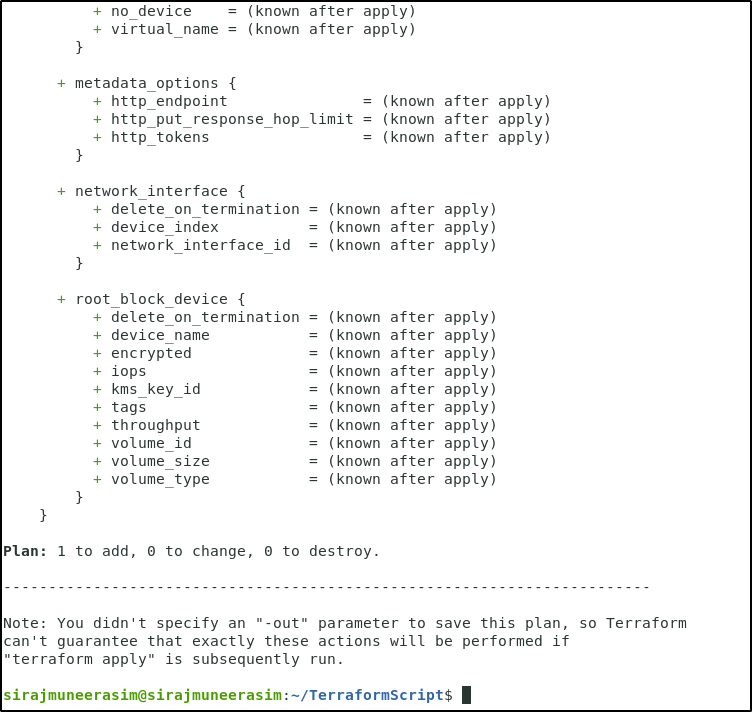 + no_device    = (known after apply)
          + virtual_name = (known after apply)
        }

      + metadata_options {
          + http_endpoint               = (known after apply)
          + http_put_response_hop_limit = (known after apply)
          + http_tokens                 = (known after apply)
        }

      + network_interface {
          + delete_on_termination = (known after apply)
          + device_index          = (known after apply)
          + network_interface_id  = (known after apply)
        }

      + root_block_device {
          + delete_on_termination = (known after apply)
          + device_name           = (known after apply)
          + encrypted             = (known after apply)
          + iops                  = (known after apply)
          + kms_key_id            = (known after apply)
          + tags                  = (known after apply)
          + throughput            = (known after apply)
          + volume_id             = (known after apply)
          + volume_size           = (known after apply)
          + volume_type           = (known after apply)
        }
    }

Plan: 1 to add, 0 to change, 0 to destroy.

------------------------------------------------------------------------

Note: You didn't specify an "-out" parameter to save this plan, so Terraform
can't guarantee that exactly these actions will be performed if
"terraform apply" is subsequently run.

sirajmuneerasim@sirajmuneerasim:~/TerraformScript$